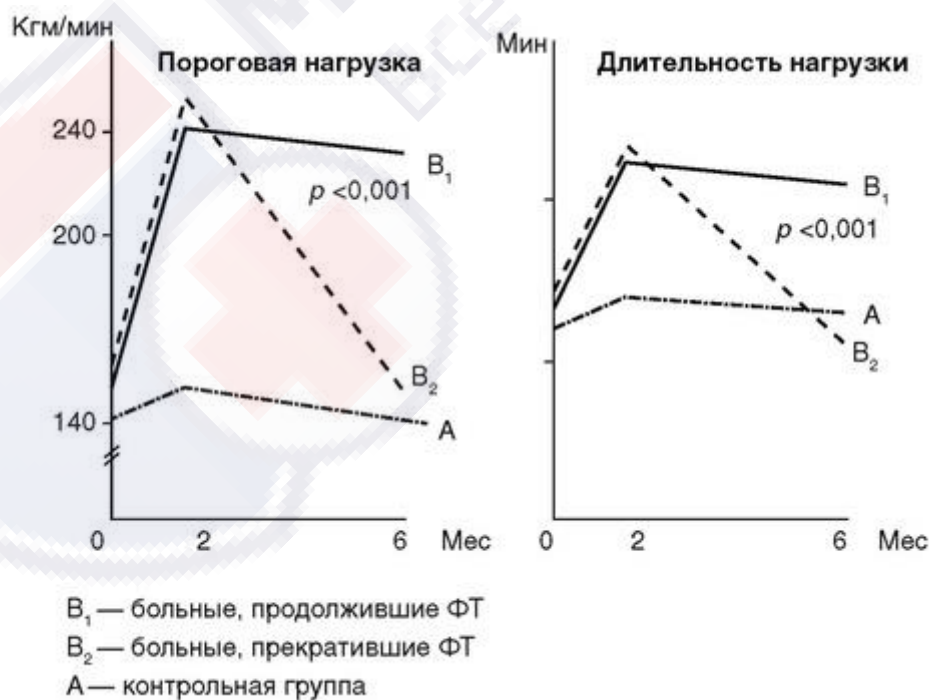 Кгм/мин
Пороговая нагрузка
240
200
140
B₁
p <0,001
B₂
A
0 2 6 Мес
Мин
Длительность нагрузки
B₁
p <0,001
A
B₂
0 2 6 Мес
B₁ — больные, продолжившие ФТ
B₂ — больные, прекратившие ФТ
A — контрольная группа